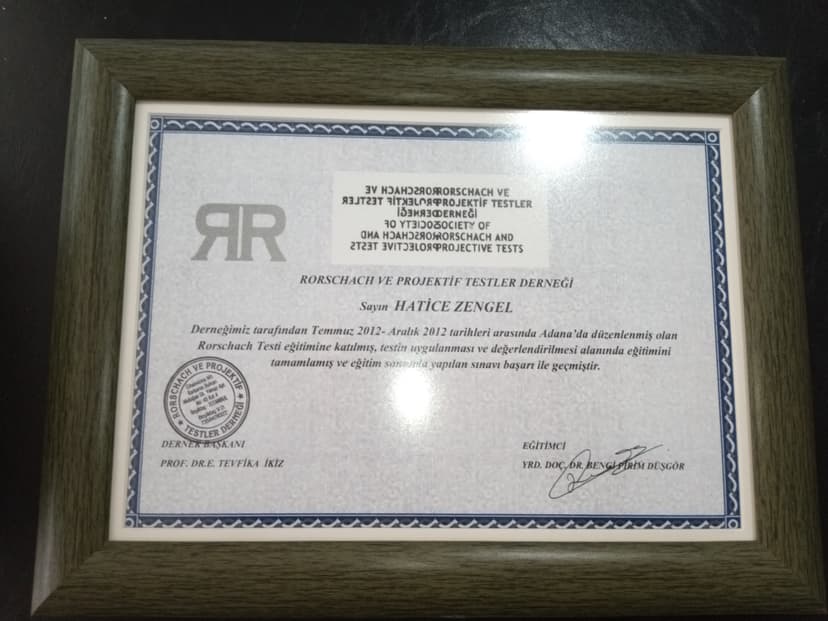 RR
RORSCHACH VE
PROJEKTİF TESTLER
DERNEĞİ
SOCIETY OF
RORSCHACH AND
PROJECTIVE TESTS
RORSCHACH VE PROJEKTİF TESTLER DERNEĞİ
Sayın HATİCE ZENGEL
Derneğimiz tarafından Temmuz 2012- Aralık 2012 tarihleri arasında Adana'da düzenlenmiş olan
Rorschach Testi eğitimine katılmış, testin uygulanması ve değerlendirilmesi alanında eğitimini
tamamlamış ve eğitim sonunda yapılan sınavı başarı ile geçmiştir.
RORSCHACH VE PROJEKTİF
TESTLER DERNEĞİ
DERNEK BAŞKANI
PROF. DR.E. TEVFİKA İKİZ
EĞİTİMCİ
YRD. DOÇ. DR. BENGİ PİRİM DÜŞGÖR